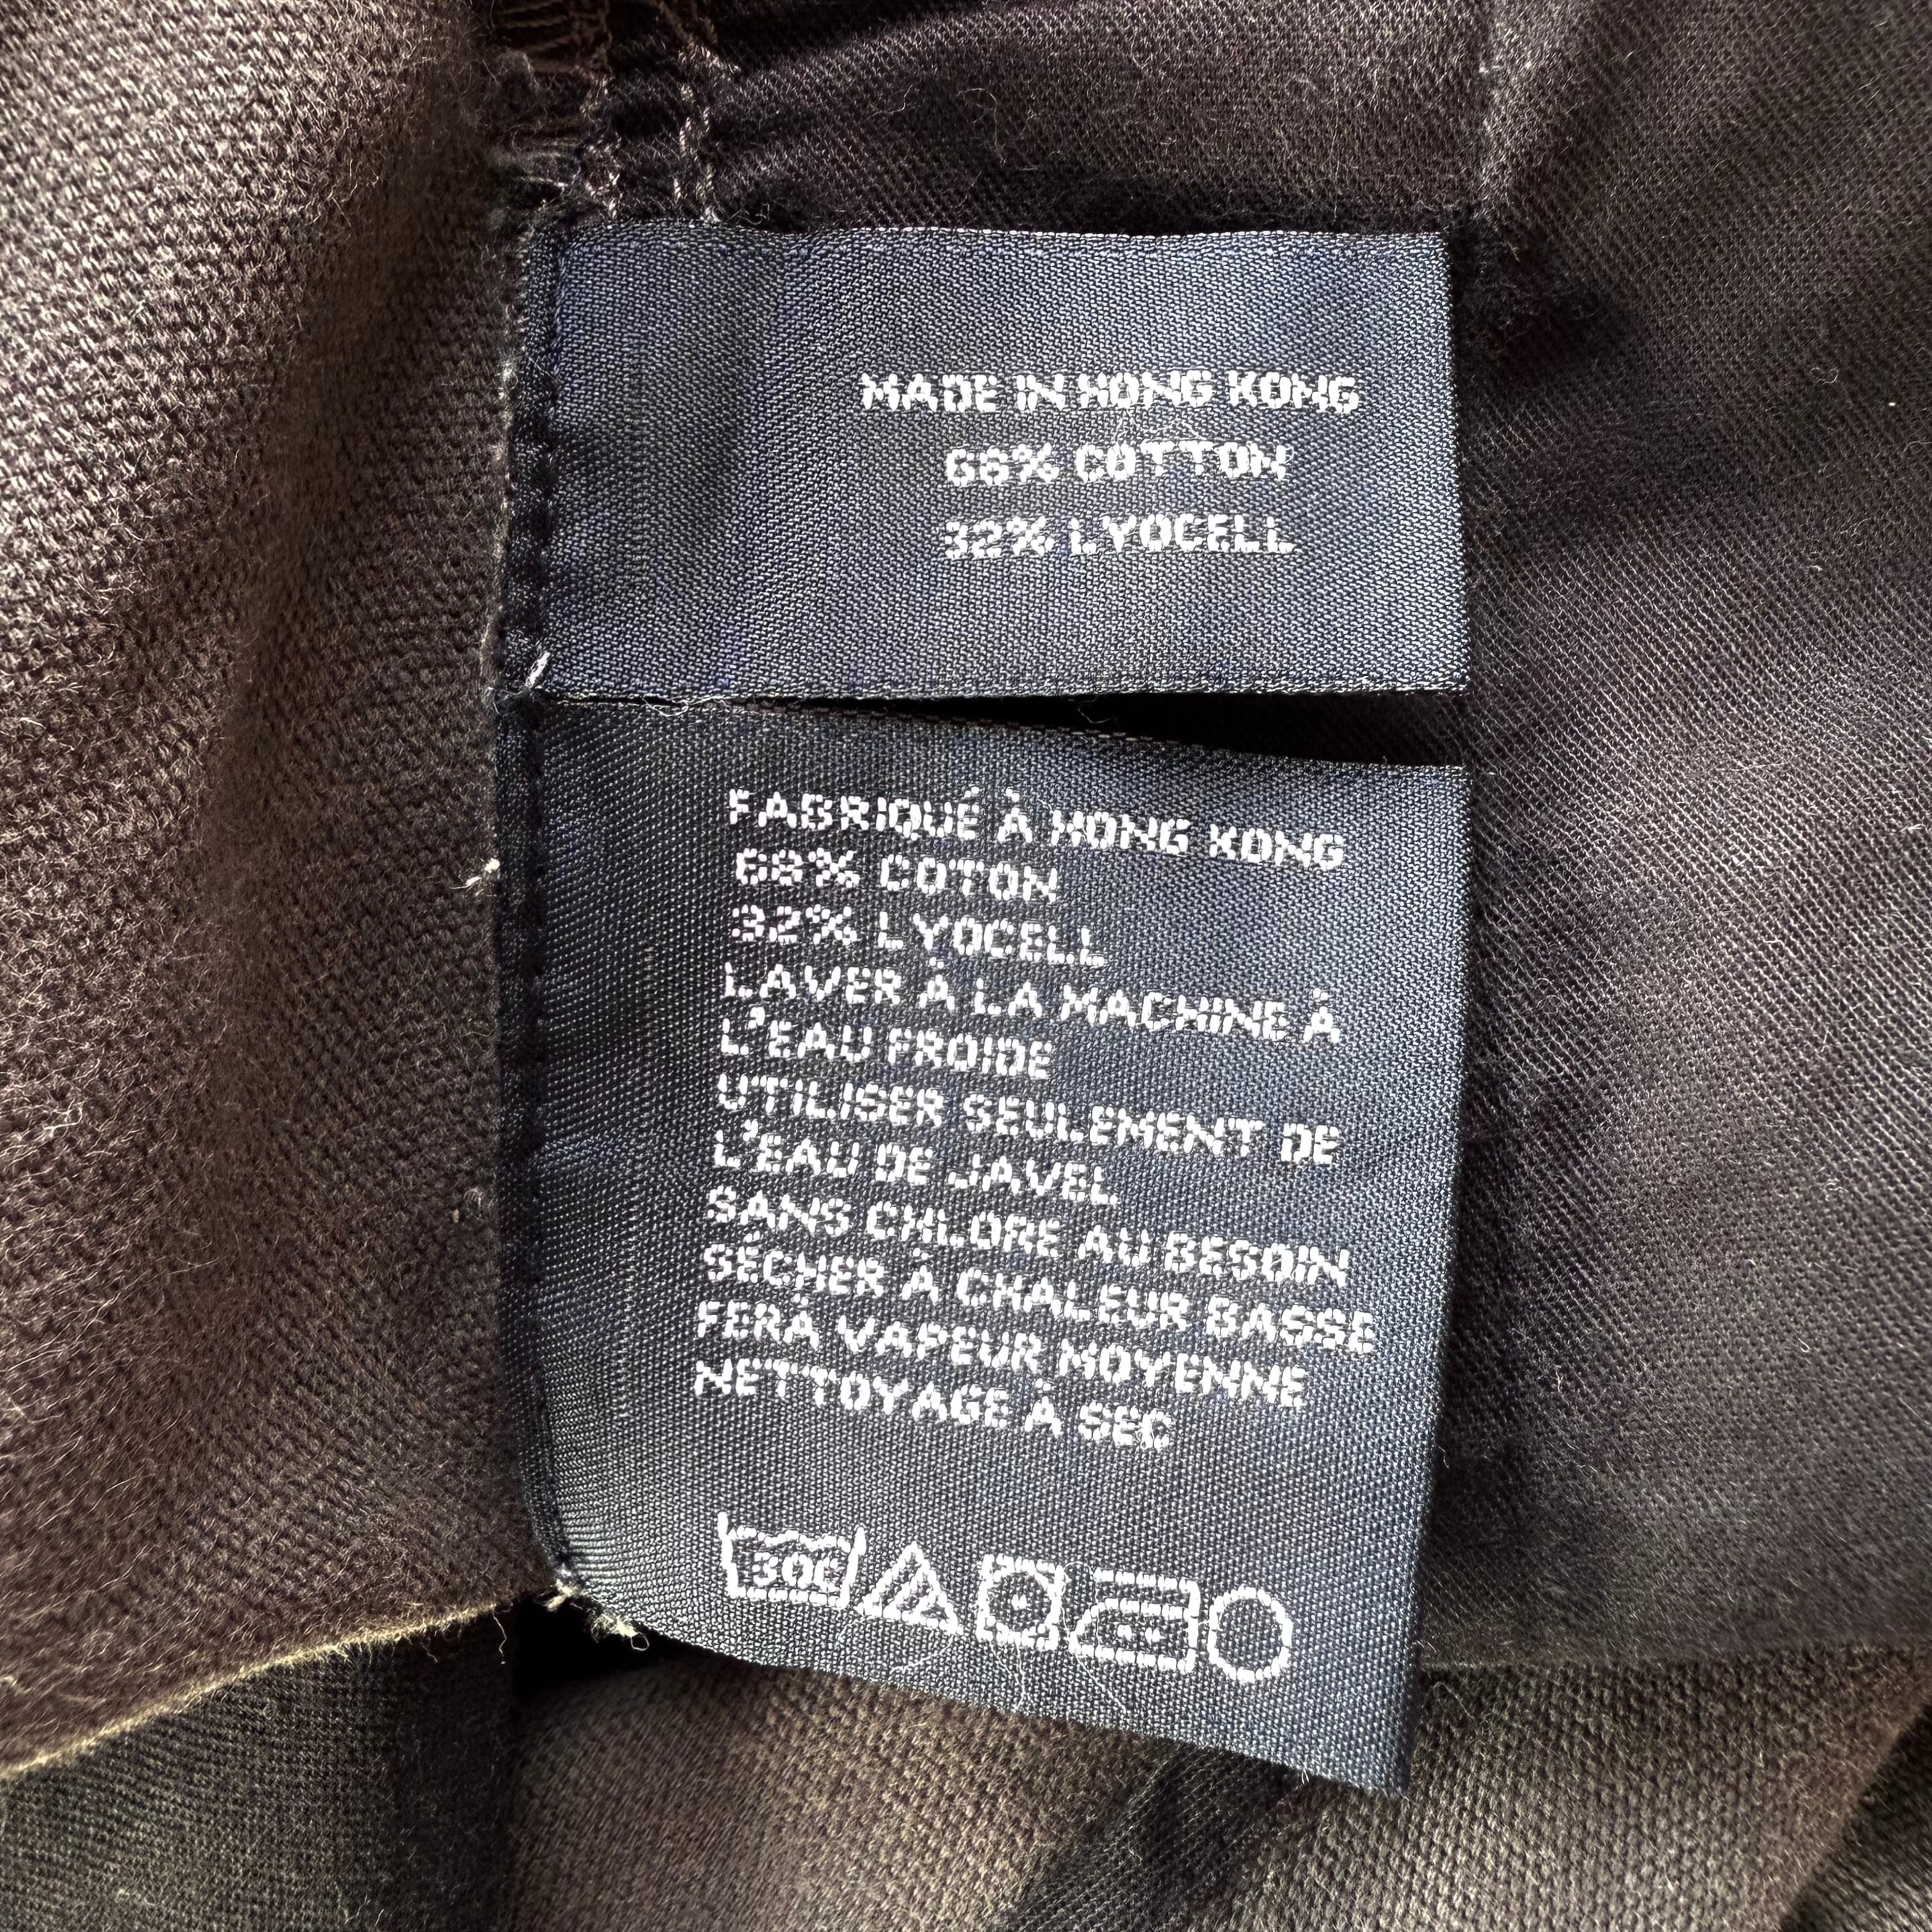 MADE IN HONG KONG
68% COTTON
32% LYOCELL
FABRIQUÉ À HONG KONG
68% COTON
32% LYOCELL
LAVER À LA MACHINE À
L'EAU FROIDE
UTILISER SEULEMENT DE
L'EAU DE JAVEL
SANS CHLORE AU BESOIN
SÉCHER À CHALEUR BASSE
FER À VAPEUR MOYENNE
NETTOYAGE À SEC
30C